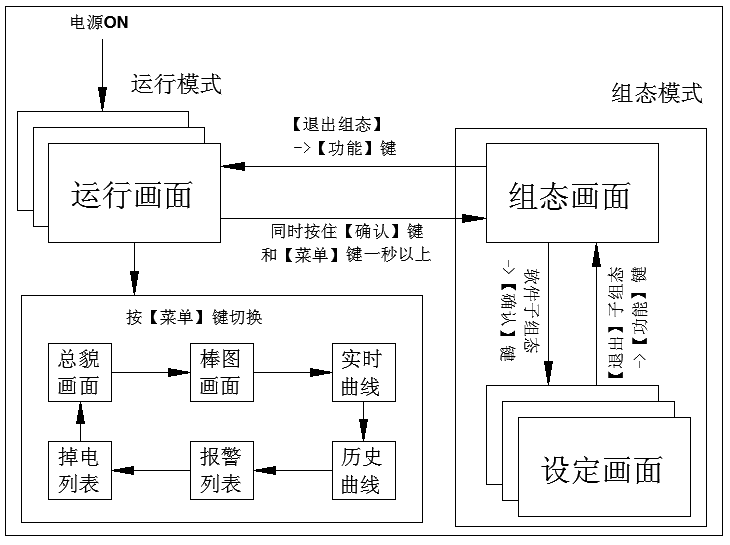 电源ON
运行模式
组态模式
【退出组态】
->【功能】键
运行画面
组态画面
同时按住【确认】键
和【菜单】键一秒以上
软件子组态
->【确认】键
【退出】子组态
->【功能】键
按【菜单】键切换
总貌
画面
棒图
画面
实时
曲线
掉电
列表
报警
列表
历史
曲线
设定画面